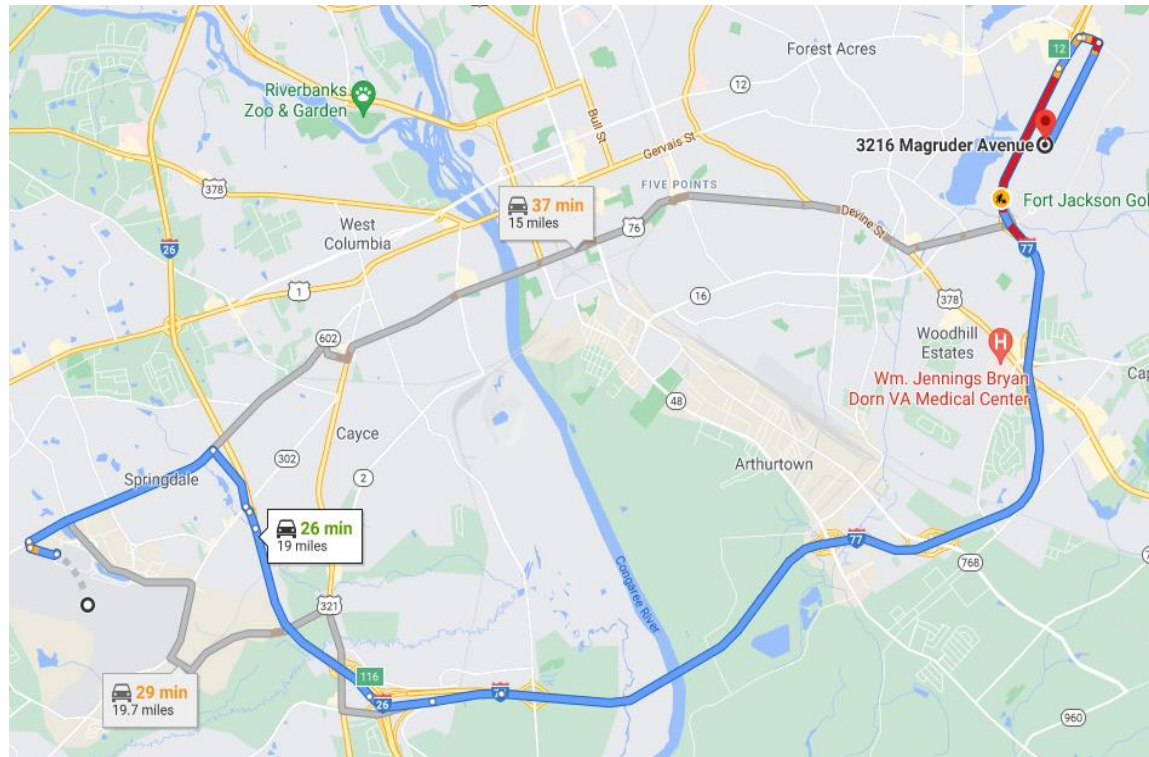 Forest Acres
12
12
Riverbanks
Zoo & Garden
Bull St
Gervais St
3216 Magruder Avenue
378
FIVE POINTS
37 min
15 miles
Fort Jackson Gol
West
Columbia
76
Devine St
26
77
1
16
378
602
Woodhill
Estates
H
Wm. Jennings Bryan
Dorn VA Medical Center
Cap
48
Cayce
302
2
Arthurtown
Springdale
26 min
19 miles
77
768
7
Congaree River
321
116
29 min
19.7 miles
26
960